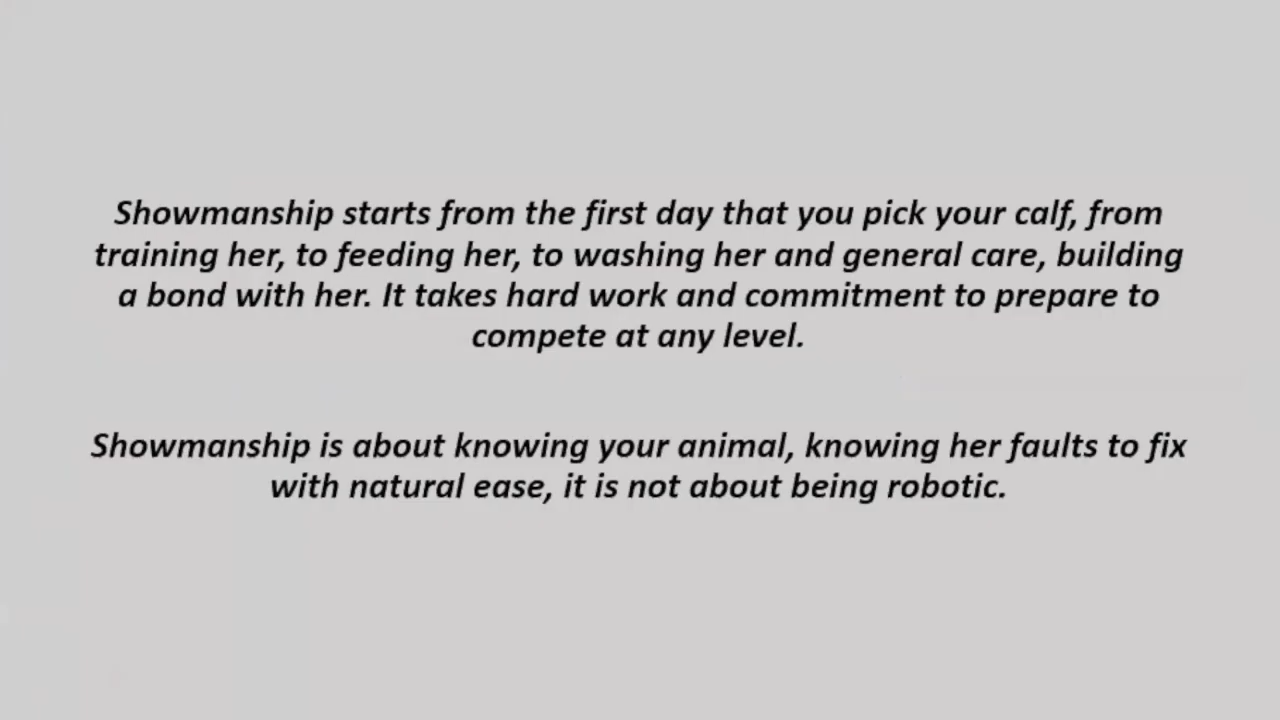 Showmanship starts from the first day that you pick your calf, from
training her, to feeding her, to washing her and general care, building
a bond with her. It takes hard work and commitment to prepare to
compete at any level.
Showmanship is about knowing your animal, knowing her faults to fix
with natural ease, it is not about being robotic.